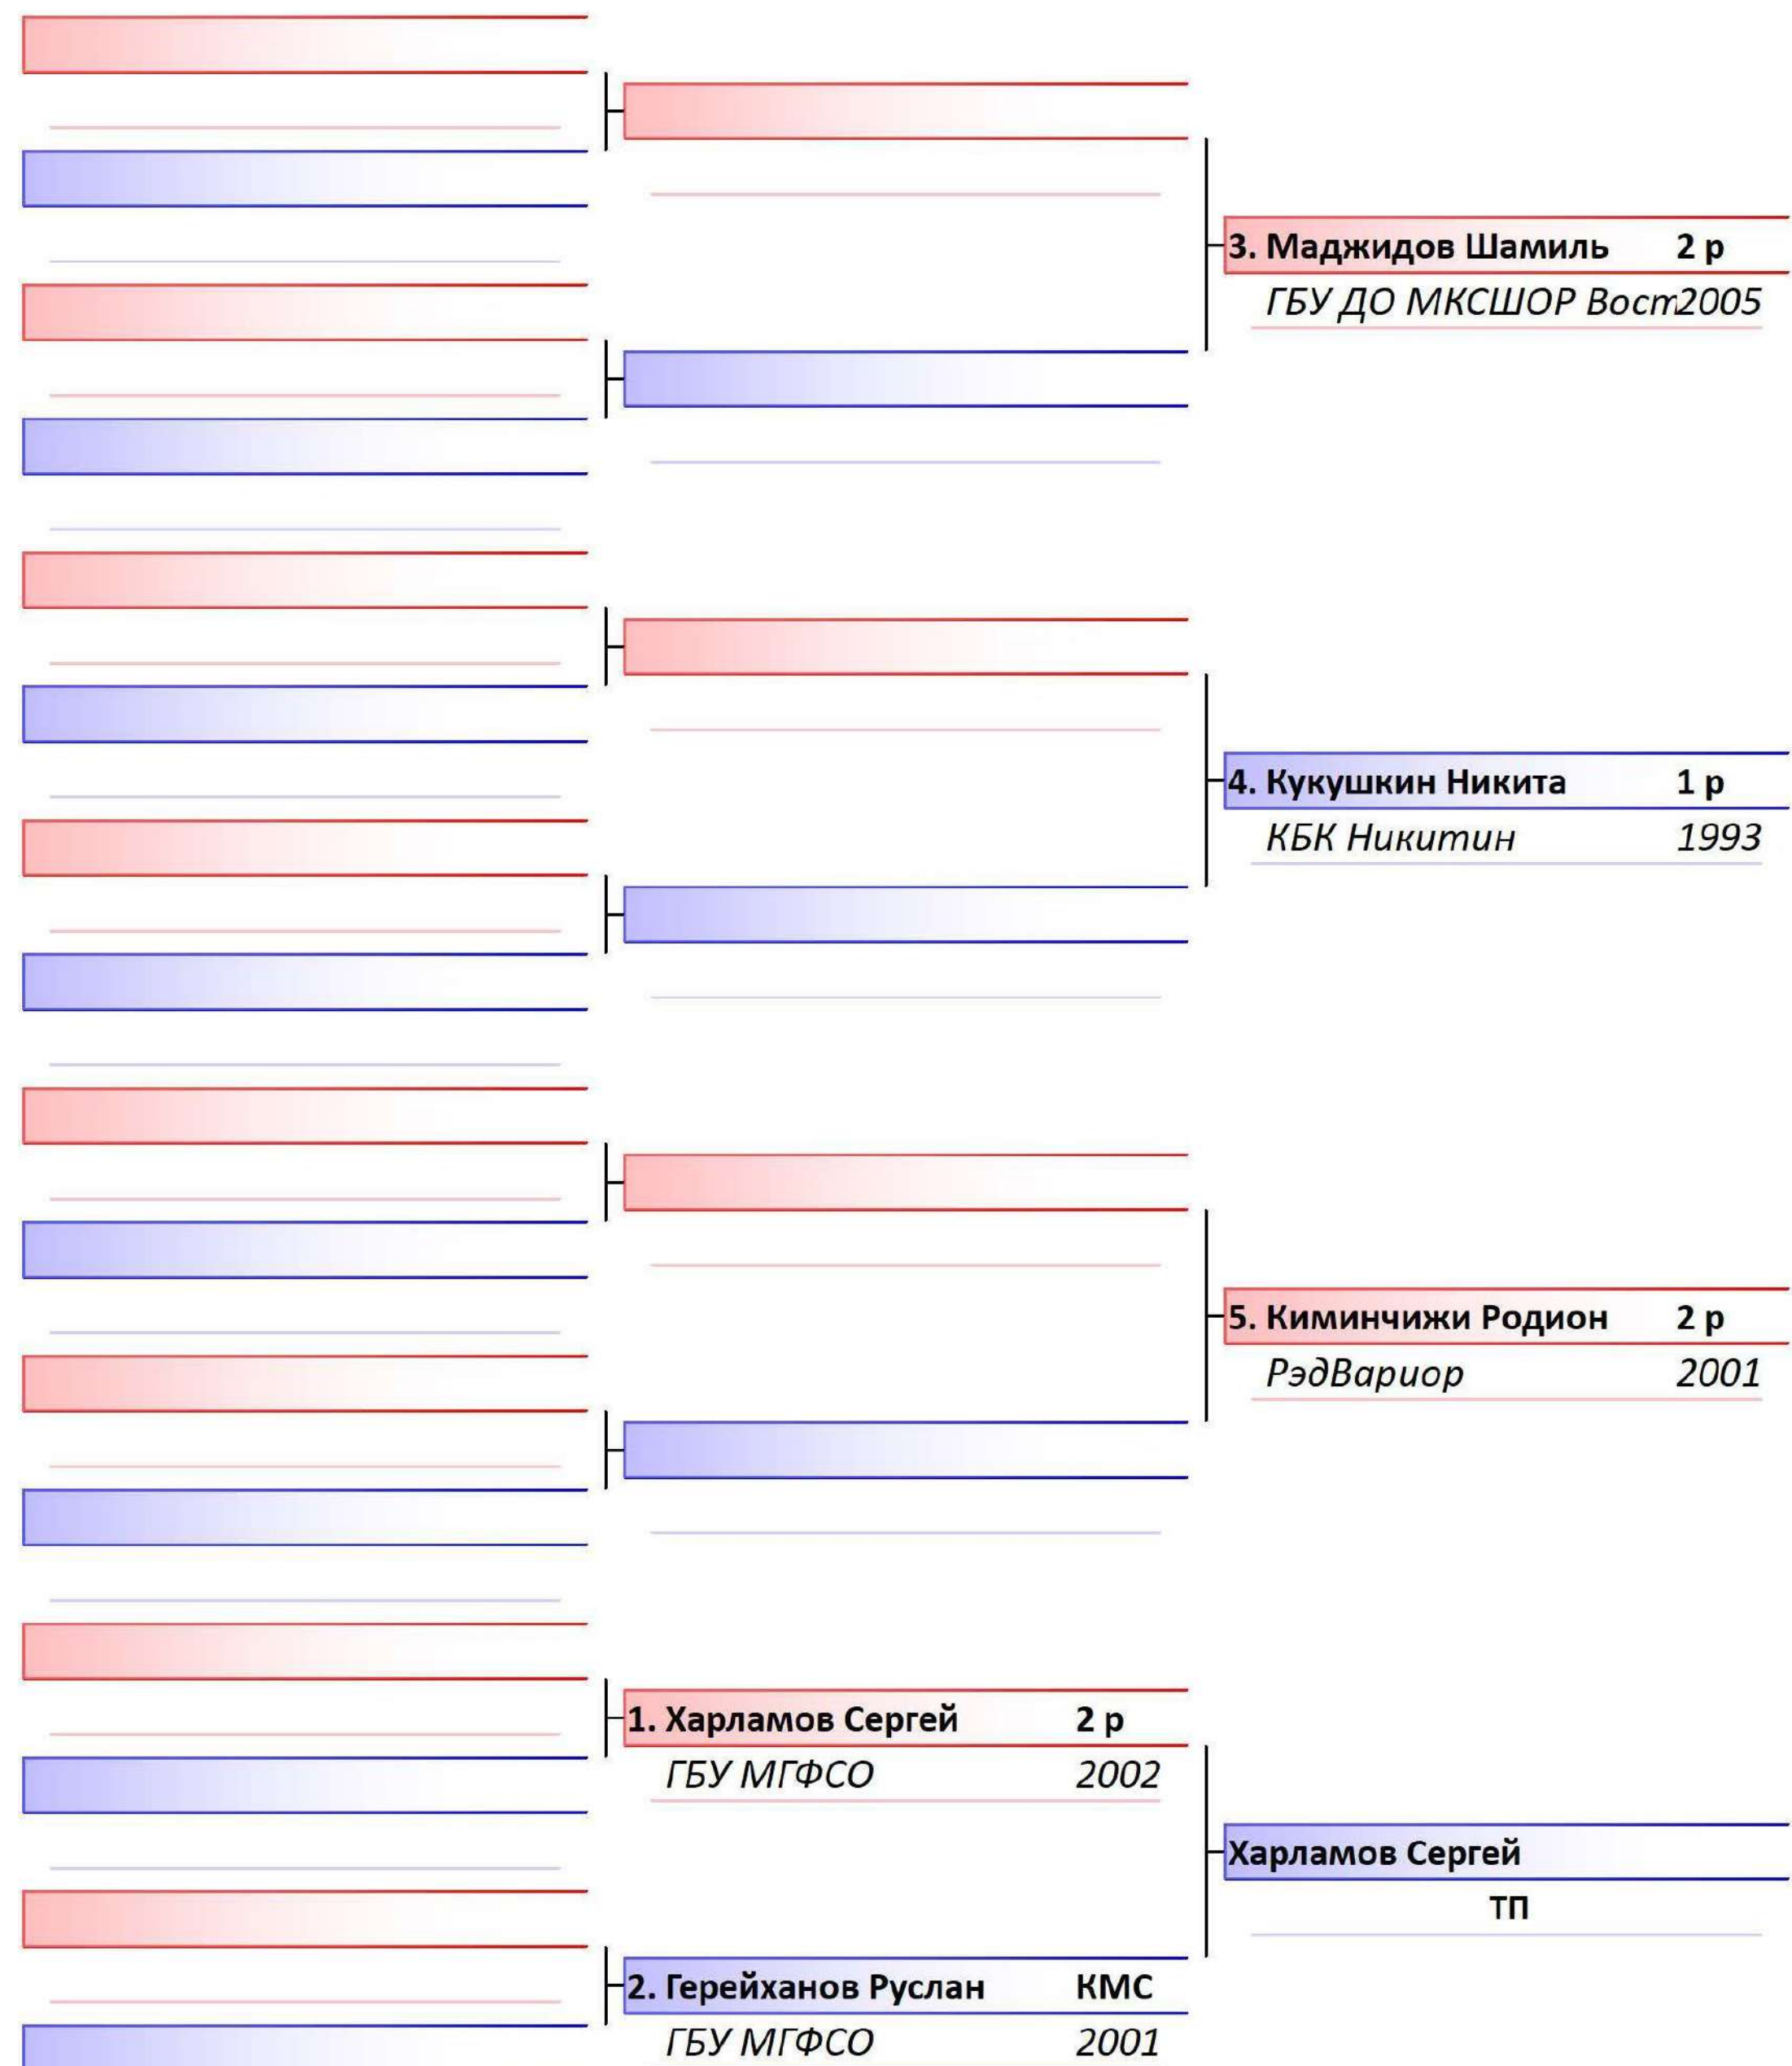 3. Маджидов Шамиль 2 р
ГБУ ДО МКСШОР Вост2005
4. Кукушкин Никита 1 р
КБК Никитин 1993
5. Киминчижи Родион 2 р
РэдВариор 2001
1. Харламов Сергей 2 р
ГБУ МГФСО 2002
Харламов Сергей
ТП
2. Герейханов Руслан КМС
ГБУ МГФСО 2001